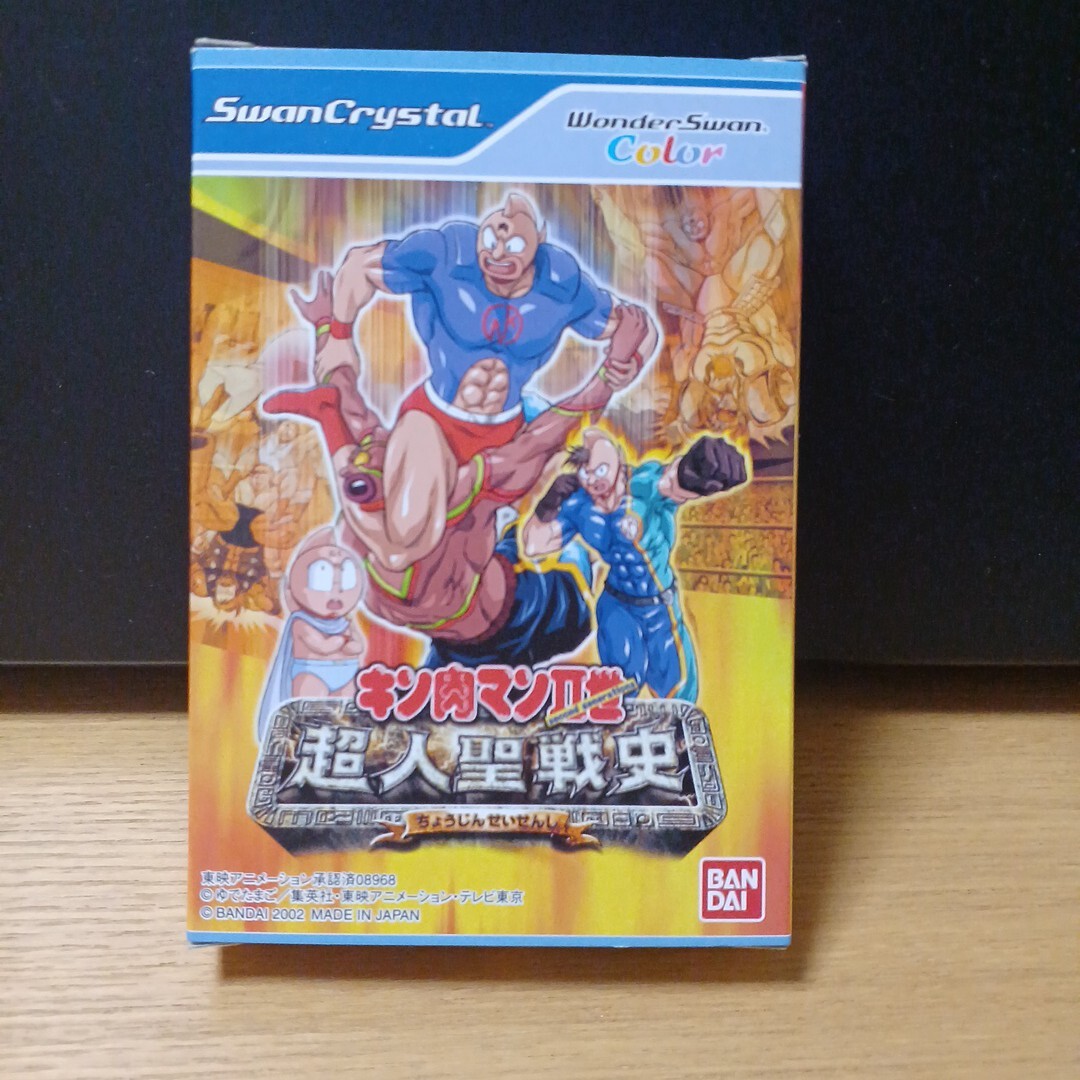 SwanCrystal™
WonderSwan®
Color
キン肉マンⅡ世
second generations
超人聖戦史
ちょうじんせいせんし
東映アニメーション承認済08968
©ゆでたまご/集英社・東映アニメーション・テレビ東京
©BANDAI 2002 MADE IN JAPAN
BAN
DAI